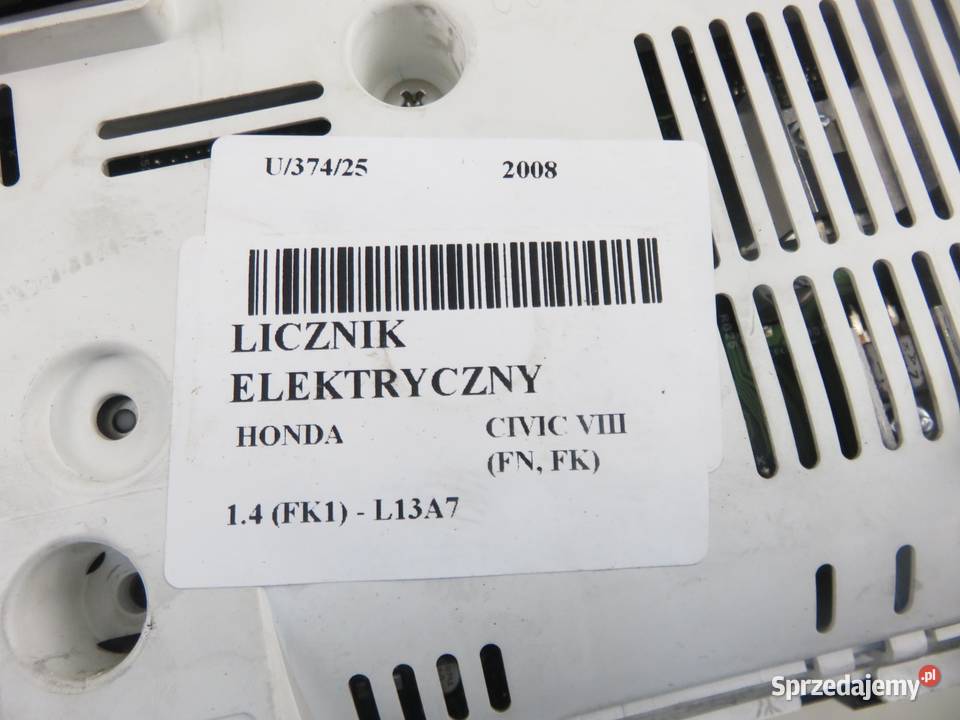 U/374/25 2008
LICZNIK
ELEKTRYCZNY
HONDA CIVIC VIII
(FN, FK)
1.4 (FK1) - L13A7
Sprzedajemy.pl